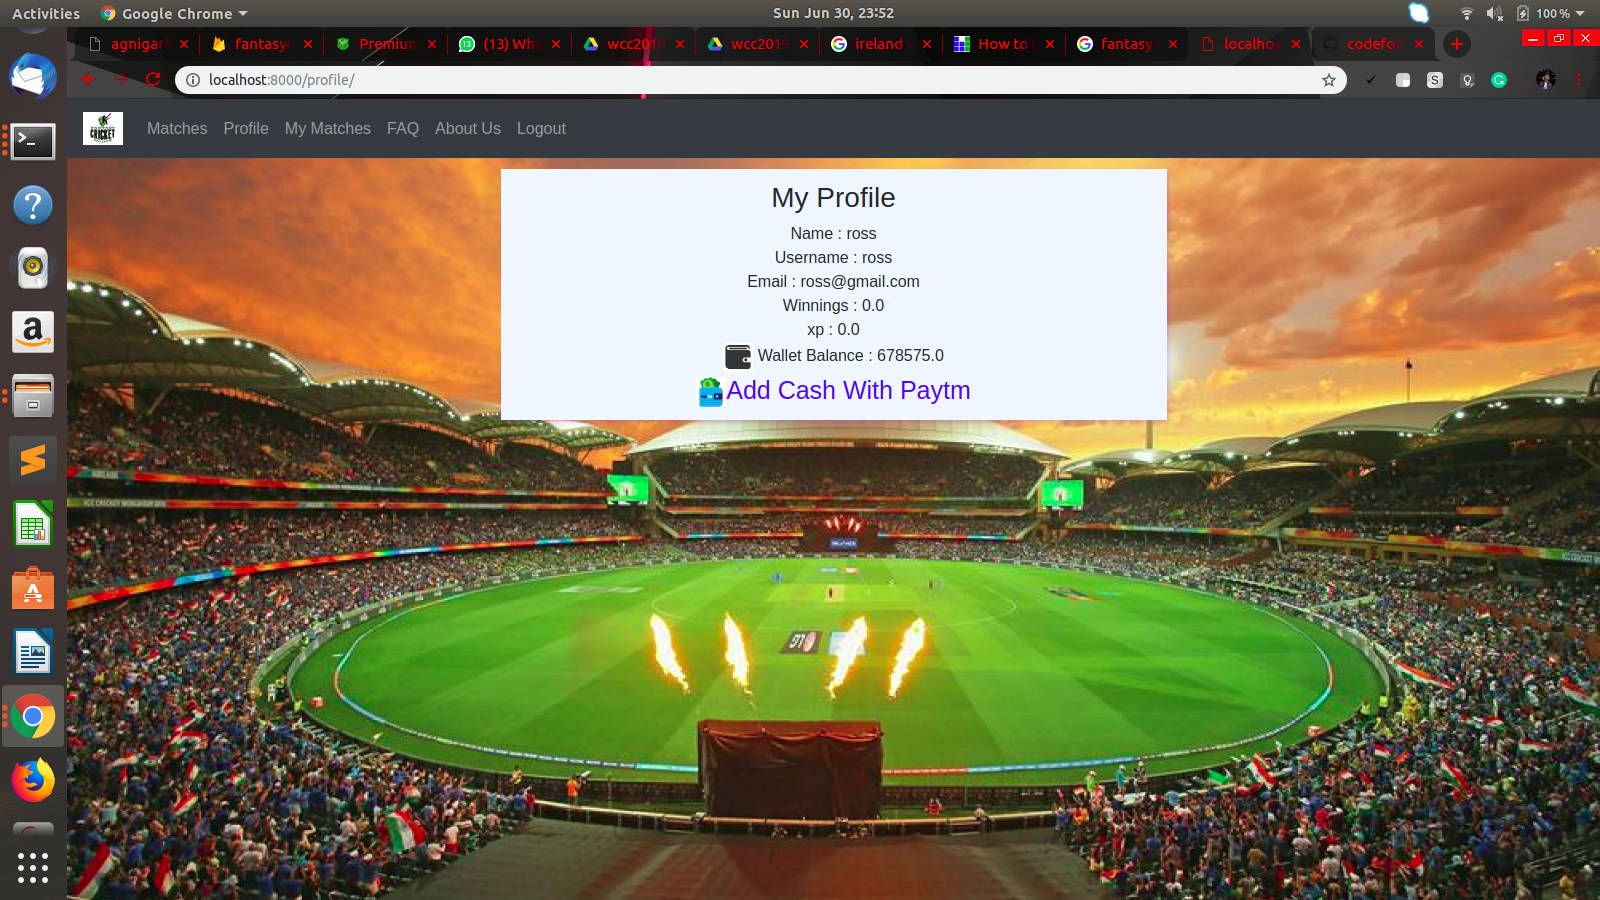 Activities
Google Chrome
Sun Jun 30, 23:52
100 %
agnigarh
fantasyc
Premium
(13) Wha
wcc2019
wcc2019
ireland
How to
fantasy
localhos
codefor
localhost:8000/profile/
CRICKET
Matches
Profile
My Matches
FAQ
About Us
Logout
My Profile
Name : ross
Username : ross
Email : ross@gmail.com
Winnings : 0.0
xp : 0.0
Wallet Balance : 678575.0
Add Cash With Paytm